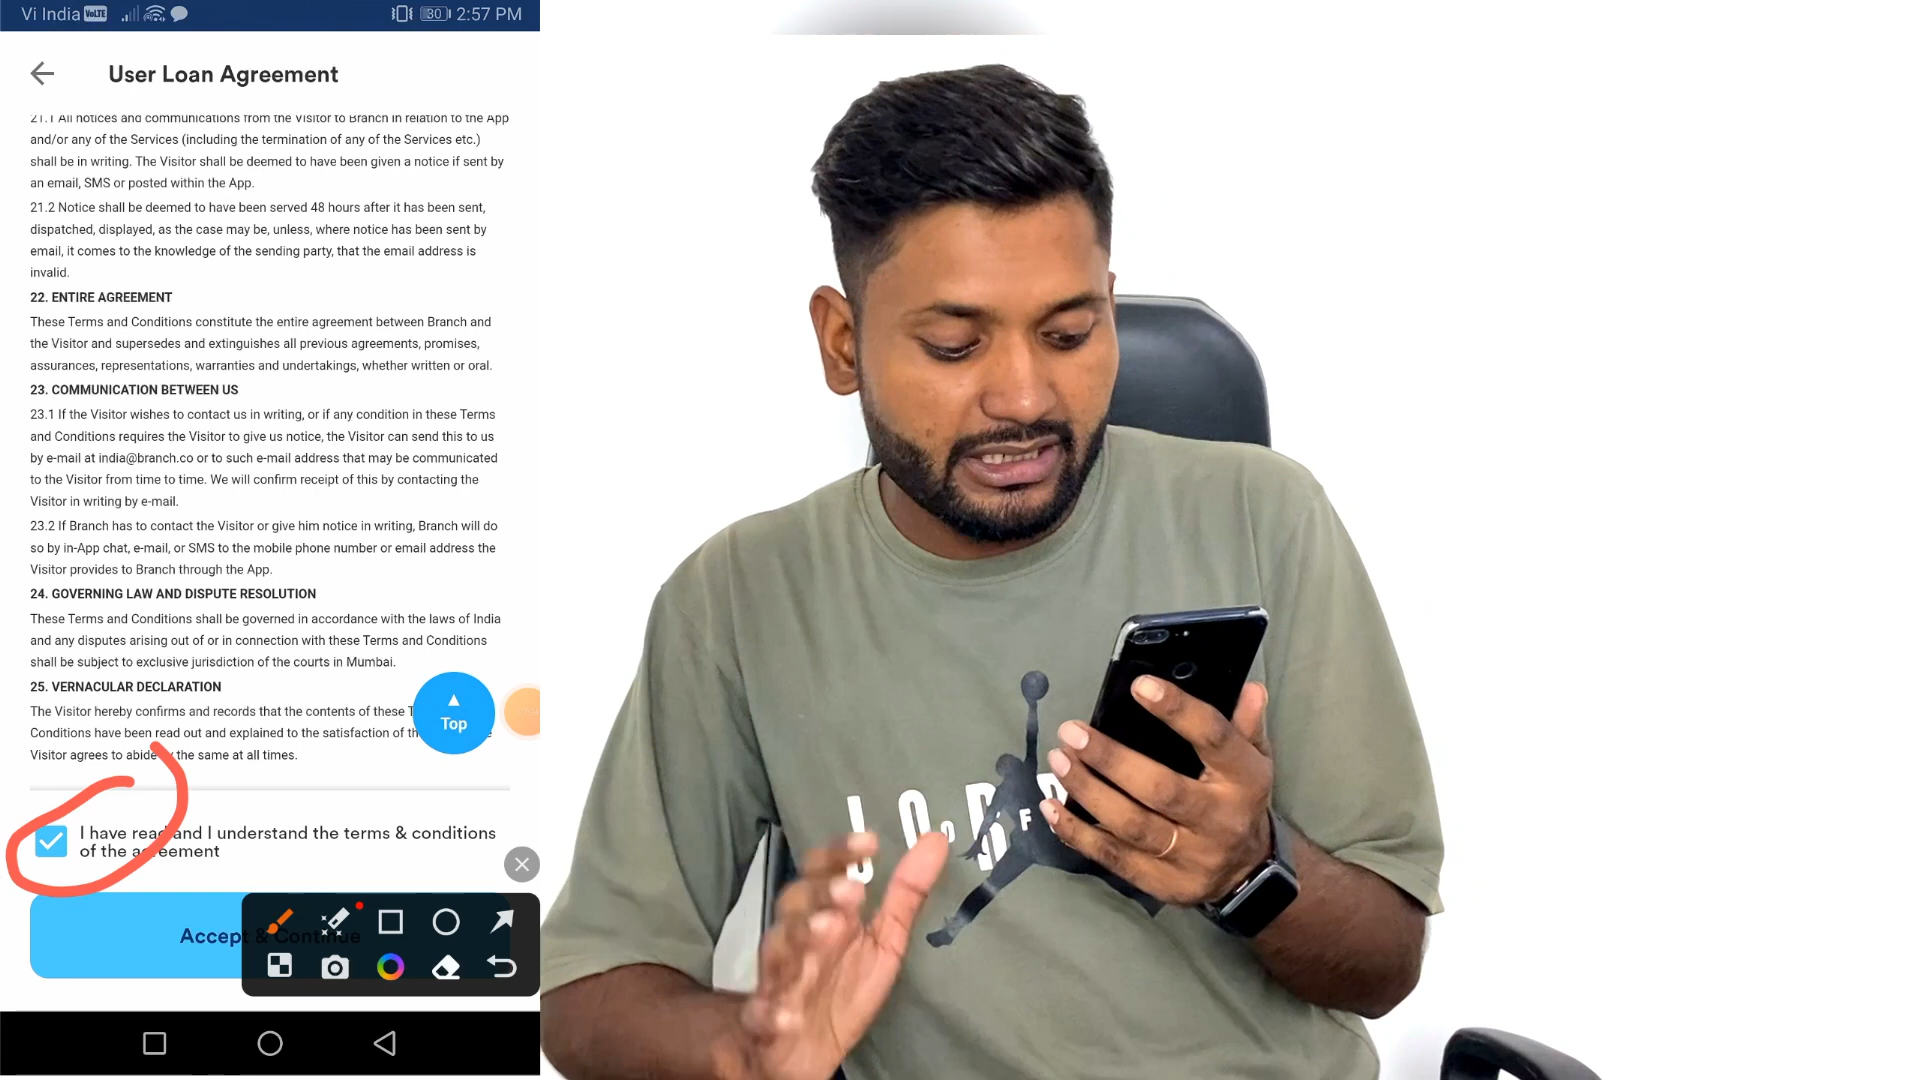 Vi India VoLTE 30 2:57 PM
User Loan Agreement
21.1 All notices and communications from the Visitor to Branch in relation to the App
and/or any of the Services (including the termination of any of the Services etc.)
shall be in writing. The Visitor shall be deemed to have been given a notice if sent by
an email, SMS or posted within the App.
21.2 Notice shall be deemed to have been served 48 hours after it has been sent,
dispatched, displayed, as the case may be, unless, where notice has been sent by
email, it comes to the knowledge of the sending party, that the email address is
invalid.
22. ENTIRE AGREEMENT
These Terms and Conditions constitute the entire agreement between Branch and
the Visitor and supersedes and extinguishes all previous agreements, promises,
assurances, representations, warranties and undertakings, whether written or oral.
23. COMMUNICATION BETWEEN US
23.1 If the Visitor wishes to contact us in writing, or if any condition in these Terms
and Conditions requires the Visitor to give us notice, the Visitor can send this to us
by e-mail at india@branch.co or to such e-mail address that may be communicated
to the Visitor from time to time. We will confirm receipt of this by contacting the
Visitor in writing by e-mail.
23.2 If Branch has to contact the Visitor or give him notice in writing, Branch will do
so by in-App chat, e-mail, or SMS to the mobile phone number or email address the
Visitor provides to Branch through the App.
24. GOVERNING LAW AND DISPUTE RESOLUTION
These Terms and Conditions shall be governed in accordance with the laws of India
and any disputes arising out of or in connection with these Terms and Conditions
shall be subject to exclusive jurisdiction of the courts in Mumbai.
25. VERNACULAR DECLARATION
The Visitor hereby confirms and records that the contents of these
Conditions have been read out and explained to the satisfaction of
Visitor agrees to abide the same at all times.
Top
I have read and I understand the terms & conditions
of the agreement
Accept & Continue